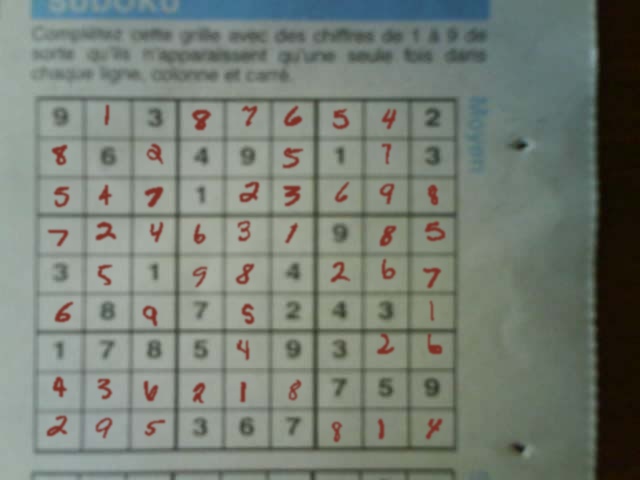 SUDOKU
Complétez cette grille avec des chiffres de 1 à 9 de
sorte qu'ils n'apparaissent qu'une seule fois dans
chaque ligne, colonne et carré.
Moyen
9 1 3 8 7 6 5 4 2
8 6 2 4 9 5 1 7 3
5 4 7 1 2 3 6 9 8
7 2 4 6 3 1 9 8 5
3 5 1 9 8 4 2 6 7
6 8 9 7 5 2 4 3 1
1 7 8 5 4 9 3 2 6
4 3 6 2 1 8 7 5 9
2 9 5 3 6 7 8 1 4